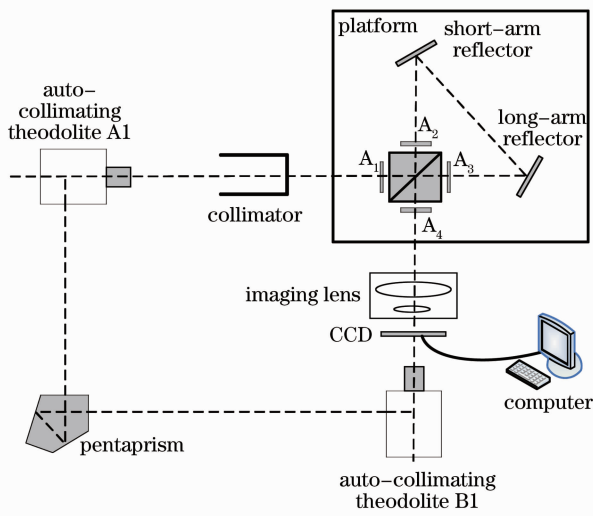 platform
short-arm
reflector
auto-
collimating
theodolite A1
long-arm
reflector
A2
A1
A3
A4
collimator
imaging lens
CCD
computer
pentaprism
auto-collimating
theodolite B1